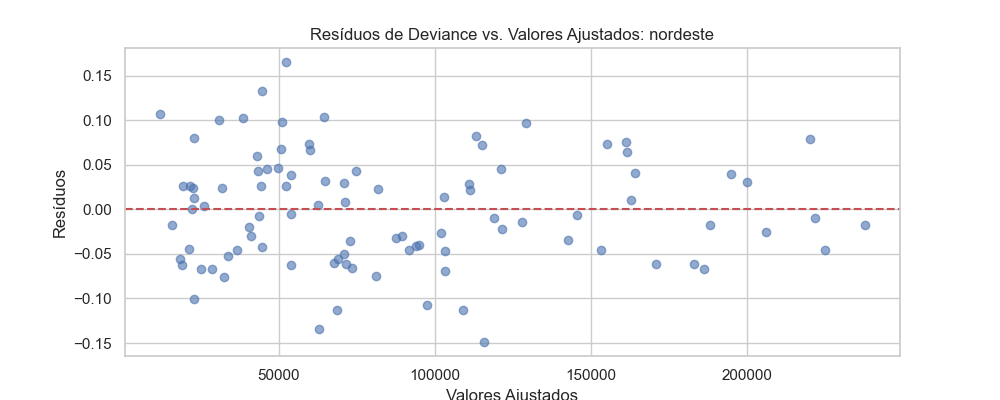 Resíduos de Deviance vs. Valores Ajustados: nordeste
0.15
0.10
0.05
0.00
−0.05
−0.10
−0.15
Resíduos
50000 100000 150000 200000
Valores Ajustados